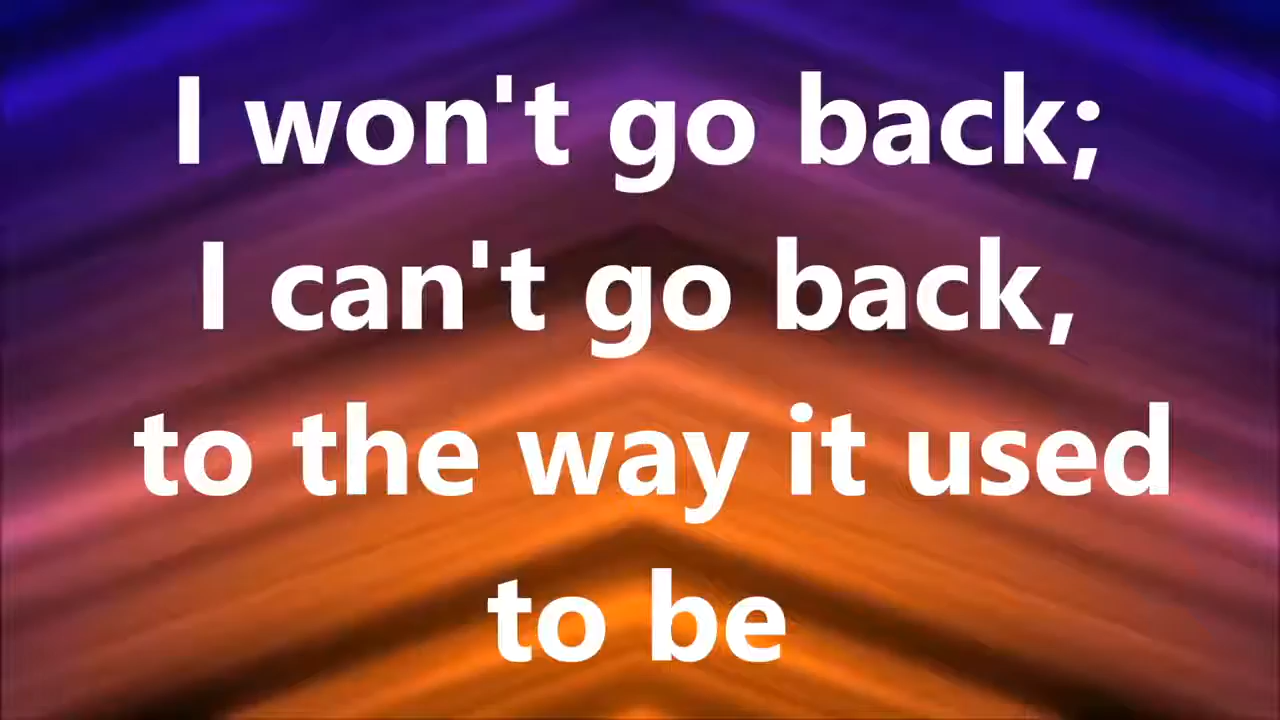 I won't go back;
I can't go back,
to the way it used
to be